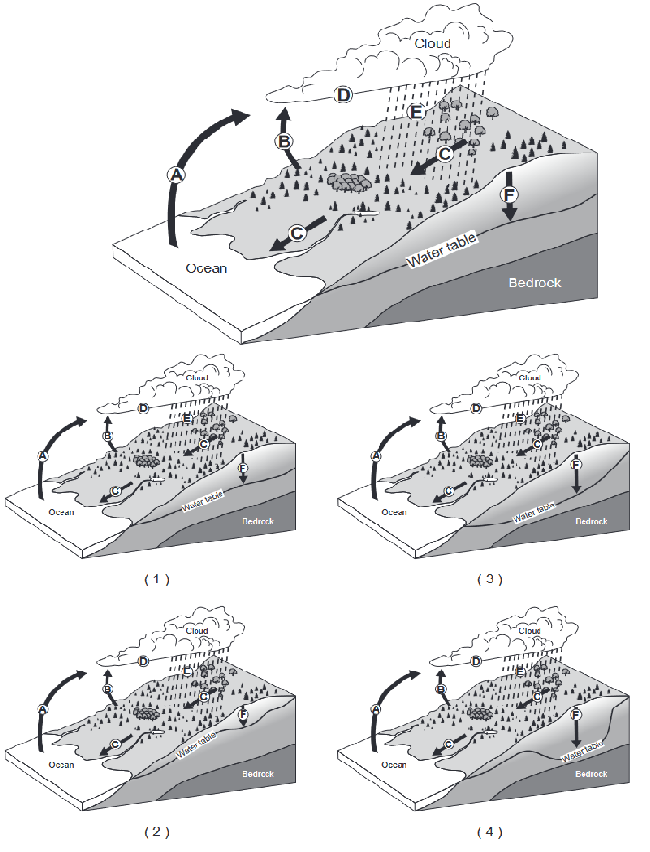 Cloud
D
E
B
C
A
F
C
Water table
Ocean
Bedrock
Cloud
D
E
B
C
A
F
C
Water table
Ocean
Bedrock
( 1 )
Cloud
D
E
B
C
A
F
C
Water table
Ocean
Bedrock
( 3 )
Cloud
D
E
B
C
A
F
C
Water table
Ocean
Bedrock
( 2 )
Cloud
D
E
B
C
A
F
C
Water table
Ocean
Bedrock
( 4 )